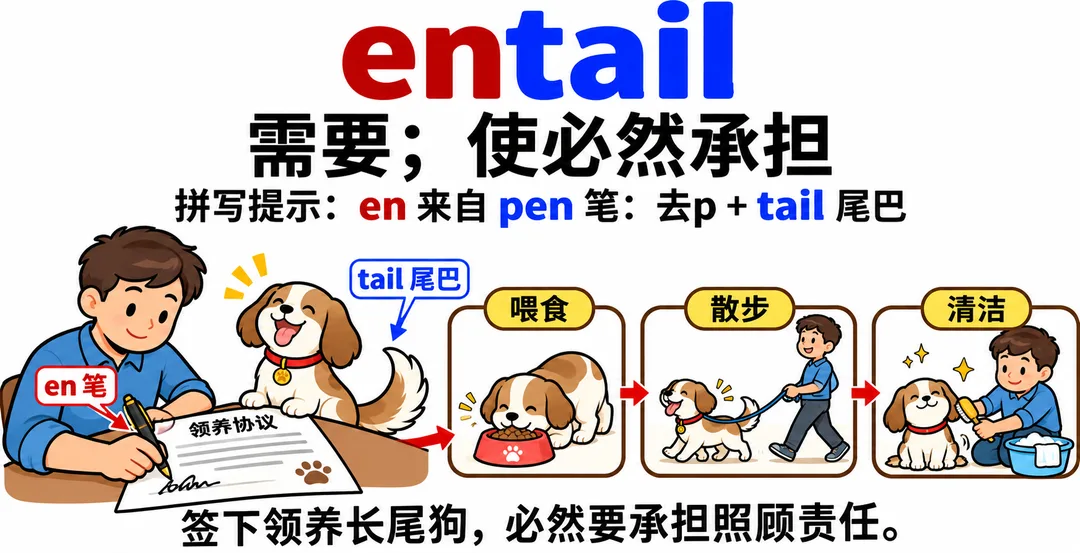 entail
需要；使必然承担
拼写提示：en 来自 pen 笔：去p + tail 尾巴
tail 尾巴
en 笔
领养协议
喂食
散步
清洁
签下领养长尾狗，必然要承担照顾责任。